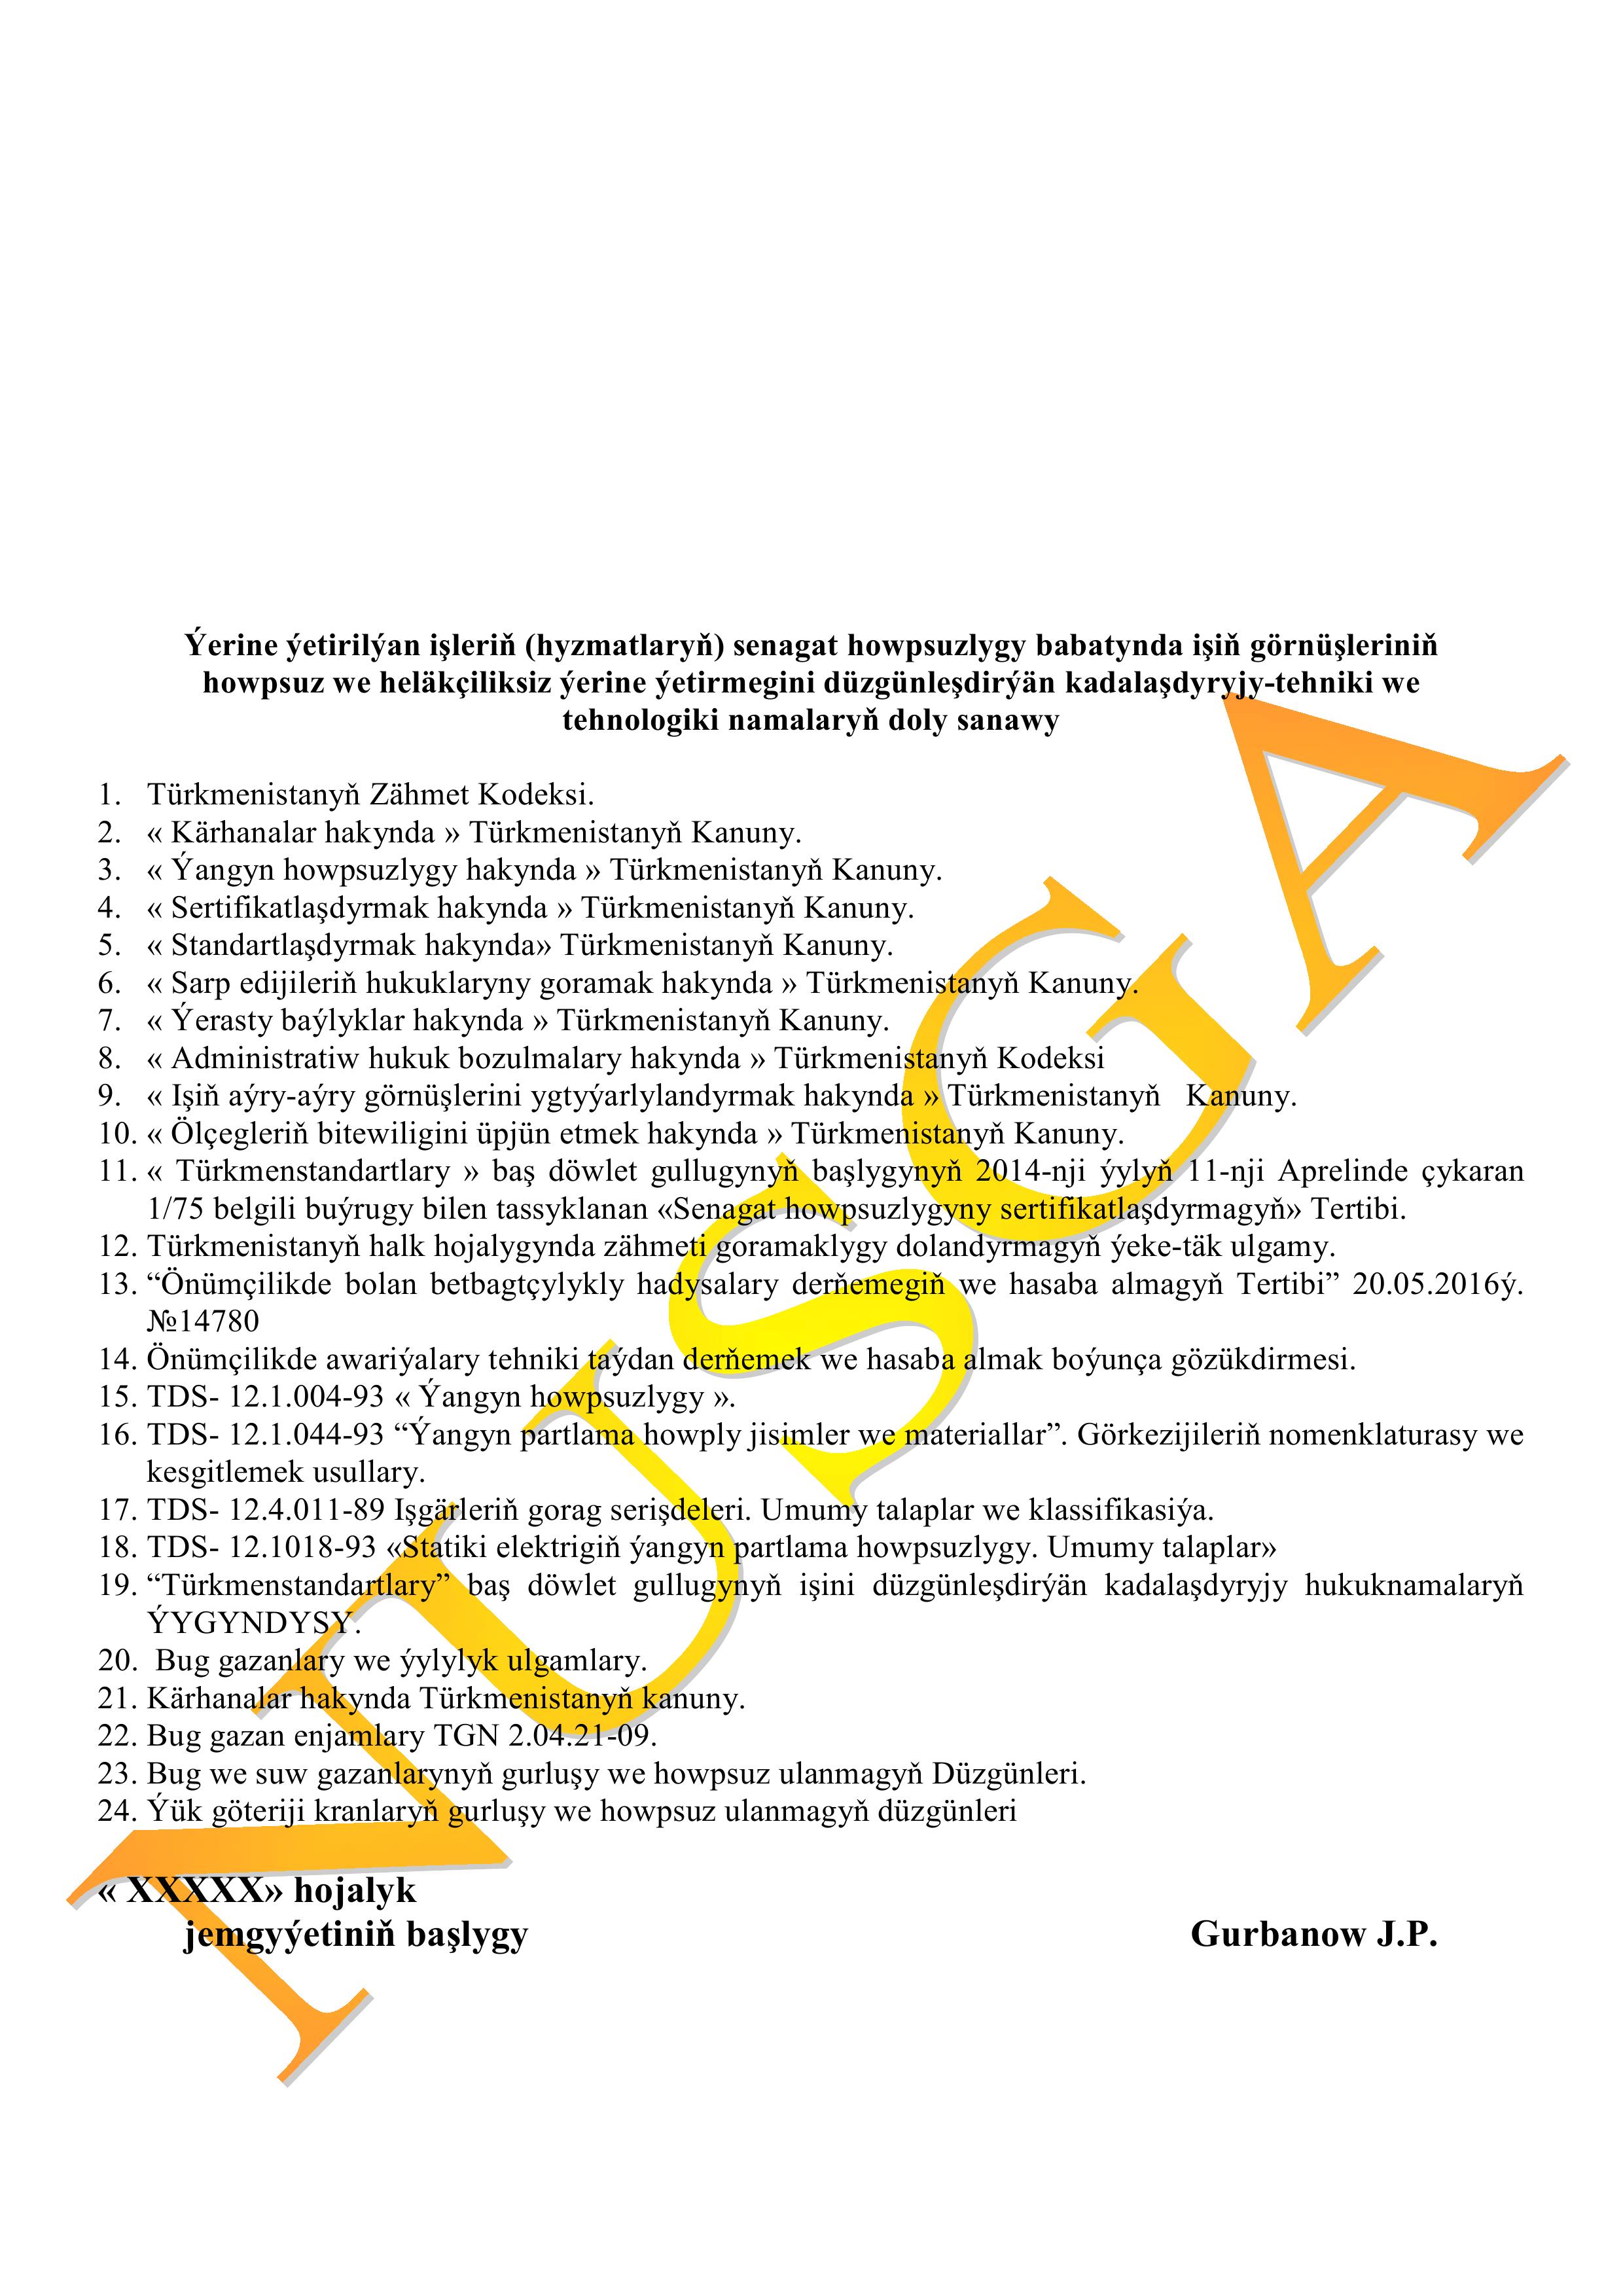 Ýerine ýetirilýan işleriň (hyzmatlaryň) senagat howpsuzlygy babatynda işiň görnüşleriniň
howpsuz we heläkçiliksiz ýerine ýetirmegini düzgünleşdirýän kadalaşdyryjy-tehniki we
tehnologiki namalaryň doly sanawy
1. Türkmenistanyň Zähmet Kodeksi.
2. « Kärhanalar hakynda » Türkmenistanyň Kanuny.
3. « Ýangyn howpsuzlygy hakynda » Türkmenistanyň Kanuny.
4. « Sertifikatlaşdyrmak hakynda » Türkmenistanyň Kanuny.
5. « Standartlaşdyrmak hakynda» Türkmenistanyň Kanuny.
6. « Sarp edijileriň hukuklaryny goramak hakynda » Türkmenistanyň Kanuny.
7. « Ýerasty baýlyklar hakynda » Türkmenistanyň Kanuny.
8. « Administratiw hukuk bozulmalary hakynda » Türkmenistanyň Kodeksi
9. « Işiň aýry-aýry görnüşlerini ygtyýarlylandyrmak hakynda » Türkmenistanyň Kanuny.
10. « Ölçegleriň bitewiligini üpjün etmek hakynda » Türkmenistanyň Kanuny.
11. « Türkmenstandartlary » baş döwlet gullugynyň başlygynyň 2014-nji ýylyň 11-nji Aprelinde çykaran
1/75 belgili buýrugy bilen tassyklanan «Senagat howpsuzlygyny sertifikatlaşdyrmagyň» Tertibi.
12. Türkmenistanyň halk hojalygynda zähmeti goramaklygy dolandyrmagyň ýeke-täk ulgamy.
13. “Önümçilikde bolan betbagtçylykly hadysalary derňemegiň we hasaba almagyň Tertibi” 20.05.2016ý.
№14780
14. Önümçilikde awariýalary tehniki taýdan derňemek we hasaba almak boýunça gözükdirmesi.
15. TDS- 12.1.004-93 « Ýangyn howpsuzlygy ».
16. TDS- 12.1.044-93 “Ýangyn partlama howply jisimler we materiallar”. Görkezijileriň nomenklaturasy we
kesgitlemek usullary.
17. TDS- 12.4.011-89 Işgärleriň gorag serişdeleri. Umumy talaplar we klassifikasiýa.
18. TDS- 12.1018-93 «Statiki elektrigiň ýangyn partlama howpsuzlygy. Umumy talaplar»
19. “Türkmenstandartlary” baş döwlet gullugynyň işini düzgünleşdirýän kadalaşdyryjy hukuknamalaryň
ÝYGYNDYSY.
20. Bug gazanlary we ýylylyk ulgamlary.
21. Kärhanalar hakynda Türkmenistanyň kanuny.
22. Bug gazan enjamlary TGN 2.04.21-09.
23. Bug we suw gazanlarynyň gurluşy we howpsuz ulanmagyň Düzgünleri.
24. Ýük göteriji kranlaryň gurluşy we howpsuz ulanmagyň düzgünleri
« XXXXX» hojalyk
jemgyýetiniň başlygy Gurbanow J.P.
NUSGA